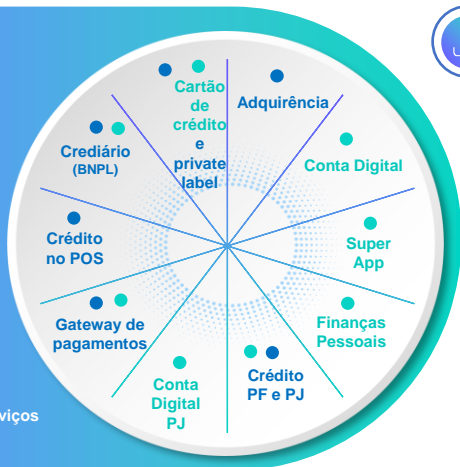 Cartão
de
crédito
e
private
label
Adquirência
Conta Digital
Super
App
Finanças
Pessoais
Crédito
PF e PJ
Conta
Digital
PJ
Gateway de
pagamentos
Crédito
no POS
Crediário
(BNPL)